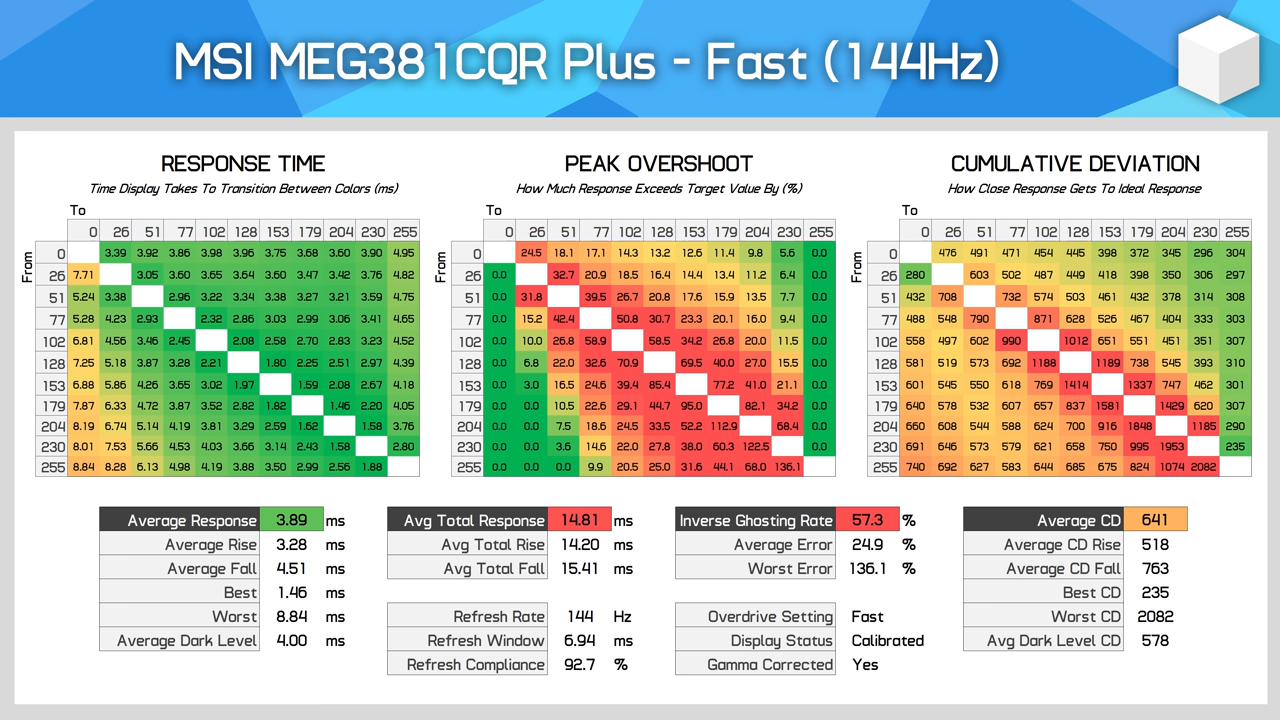 MSI MEG381CQR Plus - Fast (144Hz)
RESPONSE TIME
Time Display Takes To Transition Between Colors (ms)
To
0 26 51 77 102 128 153 179 204 230 255
From
0 3.39 3.92 3.86 3.98 3.96 3.75 3.68 3.60 3.90 4.95
26 7.71 3.05 3.60 3.65 3.64 3.60 3.47 3.42 3.76 4.82
51 5.24 3.38 2.96 3.22 3.34 3.38 3.27 3.21 3.59 4.75
77 5.28 4.23 2.93 2.32 2.86 3.03 2.99 3.06 3.41 4.65
102 6.81 4.56 3.46 2.45 2.08 2.58 2.70 2.83 3.23 4.52
128 7.25 5.18 3.87 3.28 2.21 1.80 2.25 2.51 2.97 4.39
153 6.88 5.86 4.26 3.65 3.02 1.97 1.59 2.08 2.67 4.18
179 7.87 6.33 4.72 3.87 3.52 2.82 1.82 1.46 2.20 4.05
204 8.19 6.74 5.14 4.19 3.81 3.29 2.59 1.62 1.58 3.76
230 8.01 7.53 5.65 4.53 4.03 3.66 3.14 2.43 1.58 2.80
255 8.84 8.28 6.13 4.98 4.19 3.88 3.50 2.99 2.56 1.88
PEAK OVERSHOOT
How Much Response Exceeds Target Value By (%)
To
0 26 51 77 102 128 153 179 204 230 255
From
0 24.5 18.1 17.1 14.3 13.2 12.6 11.4 9.8 5.6 0.0
26 0.0 32.7 20.9 18.5 16.4 14.4 13.4 11.2 6.4 0.0
51 0.0 31.8 39.5 26.7 20.8 17.6 15.9 13.5 7.7 0.0
77 0.0 15.2 42.4 50.8 30.7 23.3 20.1 16.0 9.4 0.0
102 0.0 10.0 26.8 58.9 58.5 34.2 26.8 20.0 11.5 0.0
128 0.0 6.8 22.0 32.6 70.9 69.5 40.0 27.0 15.5 0.0
153 0.0 3.0 16.5 24.6 39.4 85.4 77.2 41.0 21.1 0.0
179 0.0 0.0 10.5 22.6 29.1 44.7 95.0 82.1 34.2 0.0
204 0.0 0.0 7.5 18.6 24.5 33.5 52.2 112.9 68.4 0.0
230 0.0 0.0 3.6 14.6 22.0 27.8 38.0 60.3 122.5 0.0
255 0.0 0.0 0.0 9.9 20.5 25.0 31.6 44.1 68.0 136.1
CUMULATIVE DEVIATION
How Close Response Gets To Ideal Response
To
0 26 51 77 102 128 153 179 204 230 255
From
0 476 491 471 454 445 398 372 345 296 304
26 280 603 502 487 449 418 398 350 306 297
51 432 708 732 574 503 461 432 378 314 308
77 488 548 790 871 628 526 467 404 333 303
102 558 497 602 990 1012 651 551 451 351 307
128 581 519 573 692 1188 1189 738 545 393 310
153 601 545 550 618 769 1414 1337 747 462 301
179 640 578 532 607 657 837 1581 1429 620 307
204 660 608 544 588 624 700 916 1848 1185 290
230 691 646 573 579 621 658 750 995 1953 235
255 740 692 627 583 644 685 675 824 1074 2082
Average Response 3.89 ms
Average Rise 3.28 ms
Average Fall 4.51 ms
Best 1.46 ms
Worst 8.84 ms
Average Dark Level 4.00 ms
Avg Total Response 14.81 ms
Avg Total Rise 14.20 ms
Avg Total Fall 15.41 ms
Refresh Rate 144 Hz
Refresh Window 6.94 ms
Refresh Compliance 92.7 %
Inverse Ghosting Rate 57.3 %
Average Error 24.9 %
Worst Error 136.1 %
Overdrive Setting Fast
Display Status Calibrated
Gamma Corrected Yes
Average CD 641
Average CD Rise 518
Average CD Fall 763
Best CD 235
Worst CD 2082
Avg Dark Level CD 578